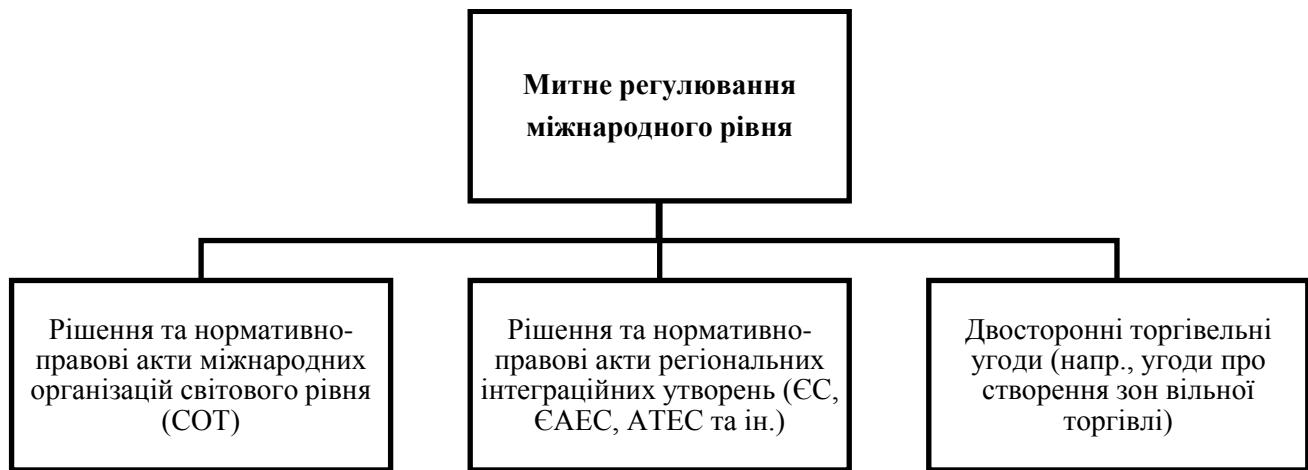 Митне регулювання
міжнародного рівня
Рішення та нормативно-
правові акти міжнародних
організацій світового рівня
(СОТ)
Рішення та нормативно-
правові акти регіональних
інтеграційних утворень (ЄС,
ЄАЕС, АТЕС та ін.)
Двосторонні торгівельні
угоди (напр., угоди про
створення зон вільної
торгівлі)